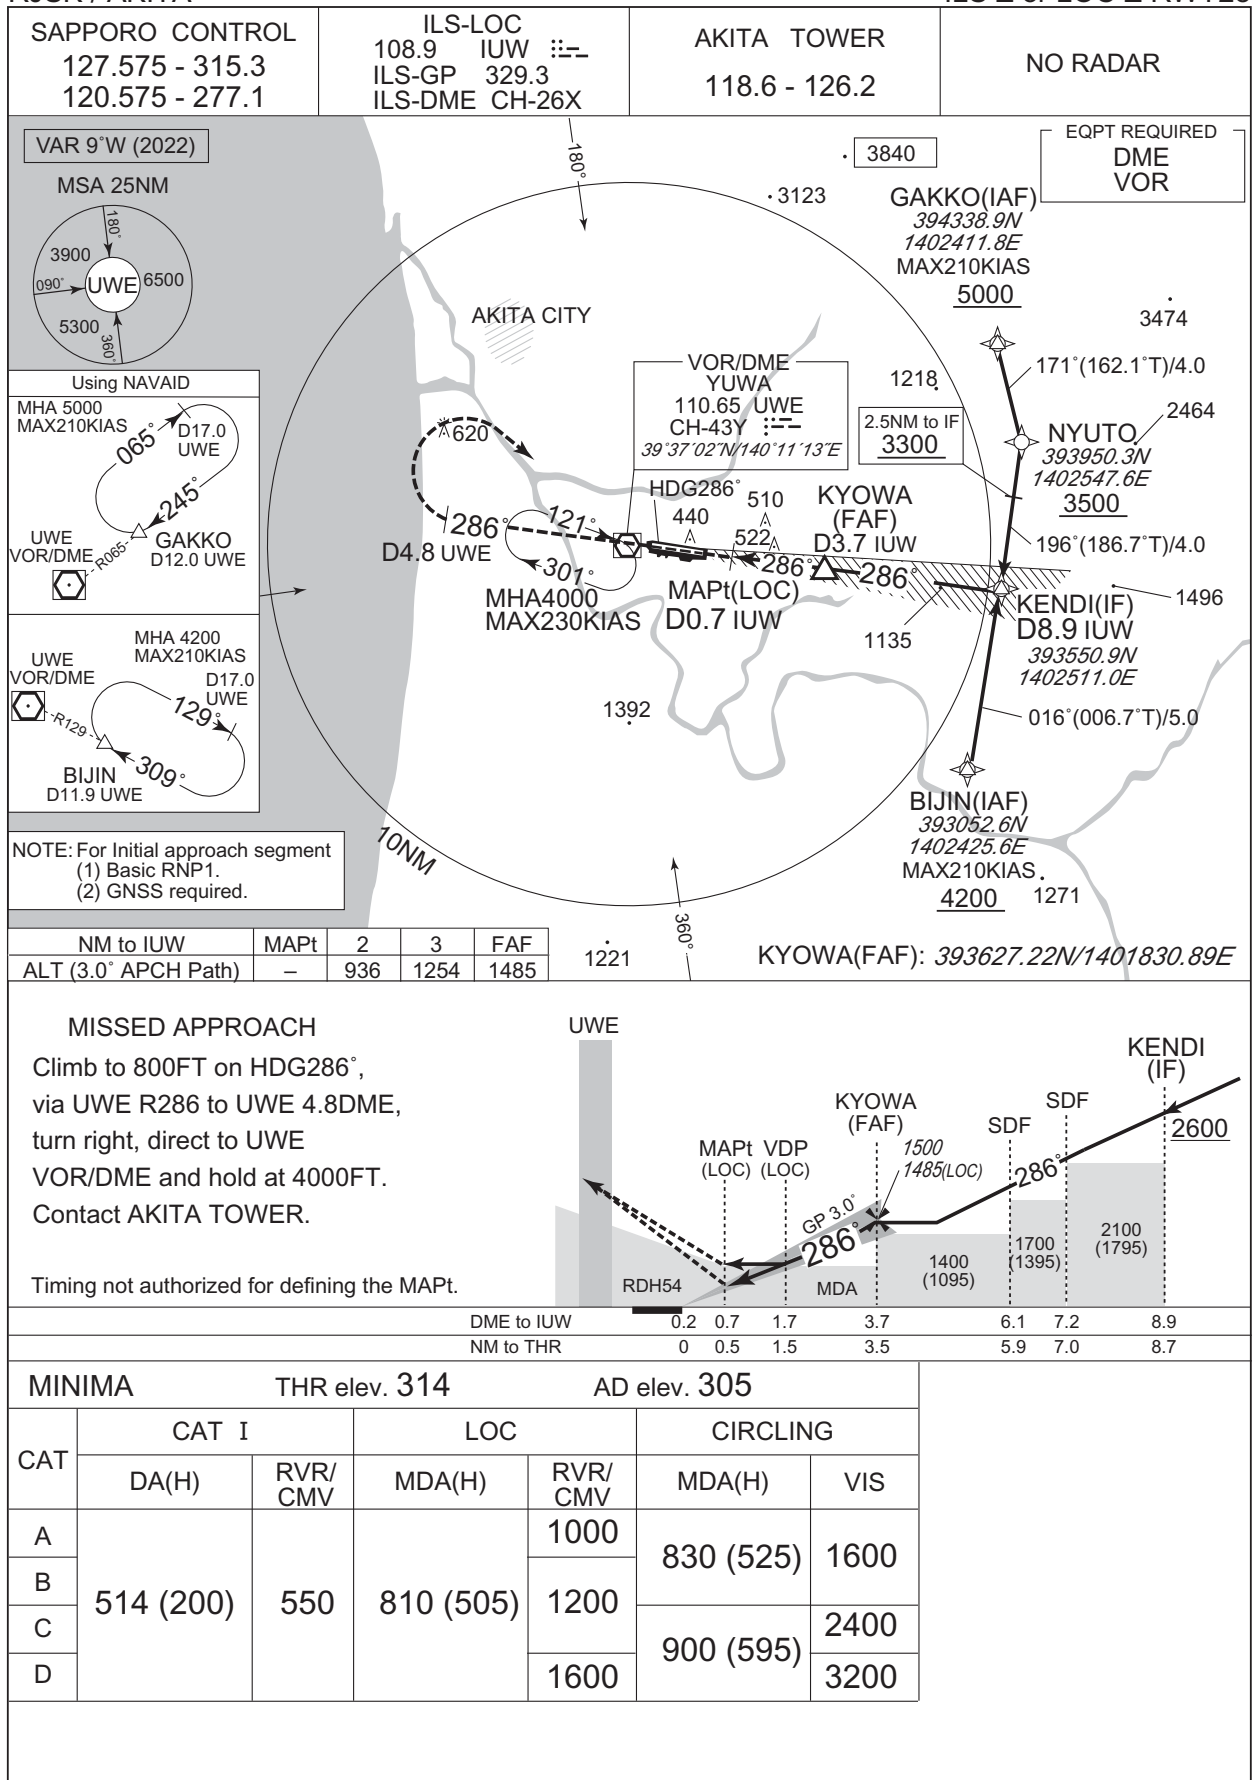 SAPPORO CONTROL
127.575 - 315.3
120.575 - 277.1
ILS-LOC
108.9 IUW
ILS-GP 329.3
ILS-DME CH-26X
AKITA TOWER
118.6 - 126.2
NO RADAR
VAR 9˚W (2022)
MSA 25NM
180˚
3900
090˚
UWE
6500
5300
360˚
180˚
3840
3123
EQPT REQUIRED
DME
VOR
GAKKO(IAF)
394338.9N
1402411.8E
MAX210KIAS
5000
3474
AKITA CITY
171˚(162.1˚T)/4.0
VOR/DME
YUWA
110.65 UWE
CH-43Y
39˚37´02˝N/140˚11´13˝E
1218
2.5NM to IF
3300
2464
NYUTO
393950.3N
1402547.6E
3500
196˚(186.7˚T)/4.0
Using NAVAID
MHA 5000
MAX210KIAS
065˚
D17.0
UWE
245˚
UWE
VOR/DME
R065
GAKKO
D12.0 UWE
MHA 4200
MAX210KIAS
UWE
VOR/DME
D17.0
UWE
129˚
R129
309˚
BIJIN
D11.9 UWE
620
286˚
D4.8 UWE
121˚
301˚
MHA4000
MAX230KIAS
HDG286˚
440
510
522
KYOWA
(FAF)
D3.7 IUW
286˚
286˚
MAPt(LOC)
D0.7 IUW
1135
1496
KENDI(IF)
D8.9 IUW
393550.9N
1402511.0E
016˚(006.7˚T)/5.0
1392
BIJIN(IAF)
393052.6N
1402425.6E
MAX210KIAS
4200
1271
10NM
360˚
1221
NOTE: For Initial approach segment
(1) Basic RNP1.
(2) GNSS required.
NM to IUW MAPt 2 3 FAF
ALT (3.0˚ APCH Path) – 936 1254 1485
KYOWA(FAF): 393627.22N/1401830.89E
MISSED APPROACH
Climb to 800FT on HDG286˚,
via UWE R286 to UWE 4.8DME,
turn right, direct to UWE
VOR/DME and hold at 4000FT.
Contact AKITA TOWER.
Timing not authorized for defining the MAPt.
UWE
KENDI
(IF)
SDF
2600
KYOWA
(FAF)
SDF
MAPt
(LOC)
VDP
(LOC)
1500
1485(LOC)
286˚
GP 3.0˚
286˚
RDH54
MDA
1400
(1095)
1700
(1395)
2100
(1795)
DME to IUW 0.2 0.7 1.7 3.7 6.1 7.2 8.9
NM to THR 0 0.5 1.5 3.5 5.9 7.0 8.7
MINIMA THR elev. 314 AD elev. 305
CAT CAT I LOC CIRCLING
DA(H) RVR/CMV MDA(H) RVR/CMV MDA(H) VIS
A
B
C
D
514 (200)
550
810 (505)
1000
1200
1600
830 (525)
900 (595)
1600
2400
3200